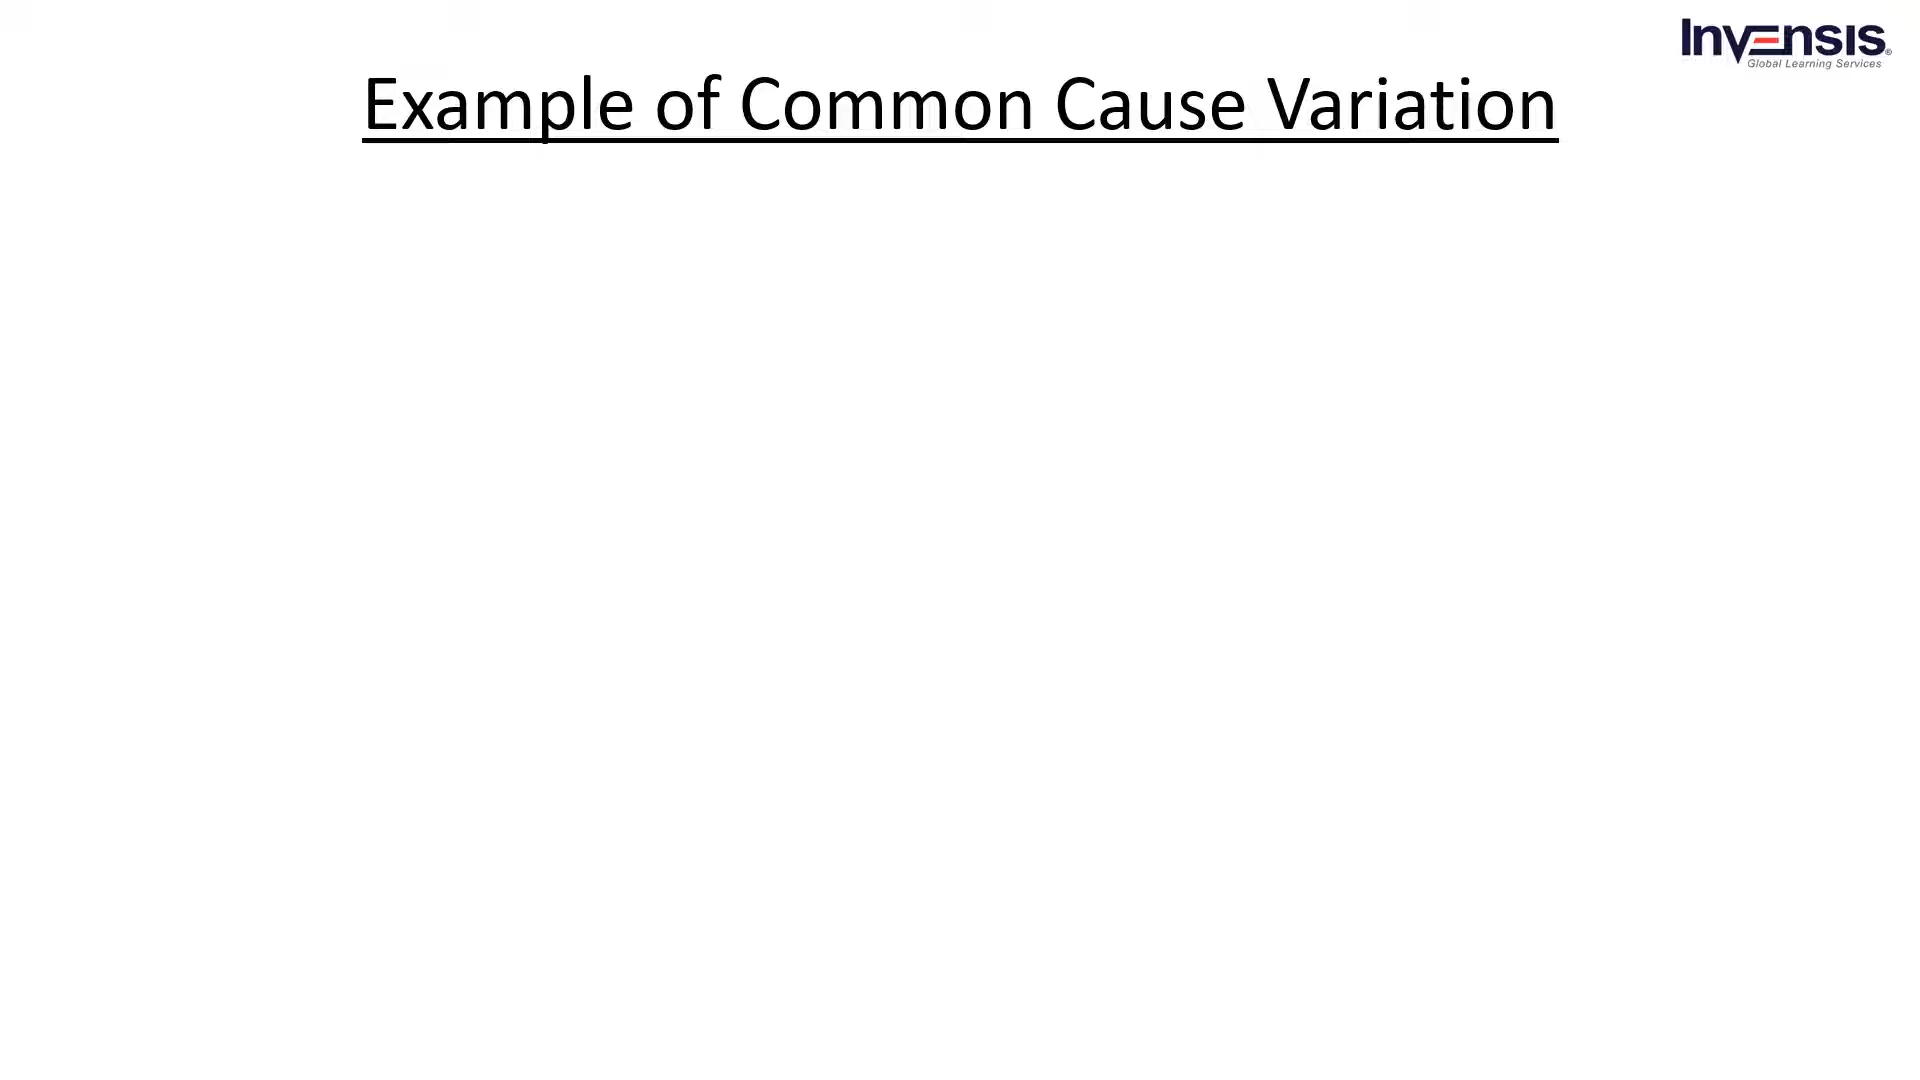 Invensis
Global Learning Services
Example of Common Cause Variation